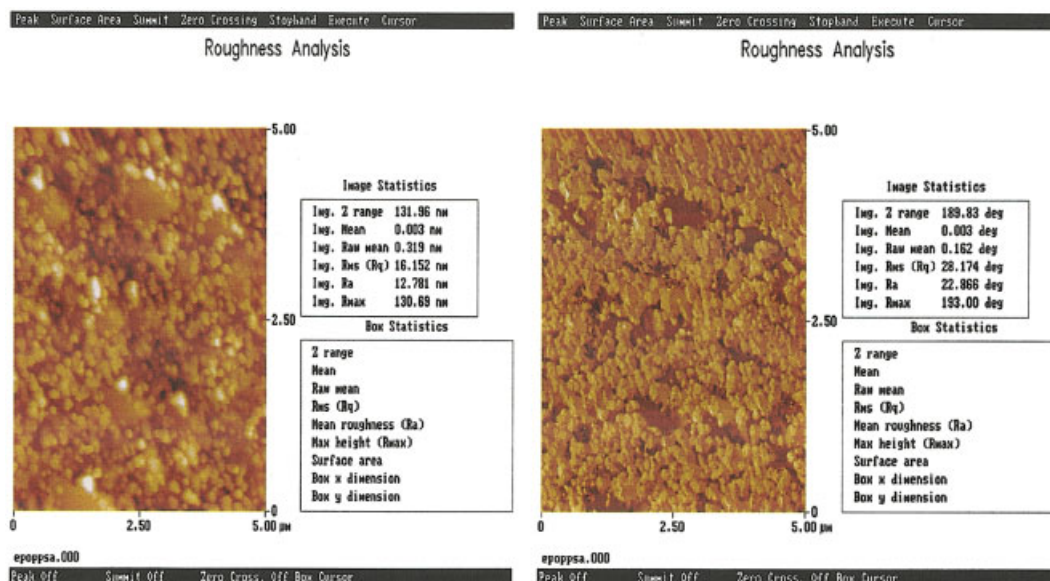 Peak Surface Area Summit Zero Crossing Stopband Execute Cursor
Roughness Analysis
5.00
2.50
0
0 2.50 5.00 µm
Image Statistics
Img. Z range 131.96 nm
Img. Mean 0.003 nm
Img. Raw mean 0.319 nm
Img. Rms (Rq) 16.152 nm
Img. Ra 12.781 nm
Img. Rmax 130.69 nm
Box Statistics
Z range
Mean
Raw mean
Rms (Rq)
Mean roughness (Ra)
Max height (Rmax)
Surface area
Box x dimension
Box y dimension
epoppsa.000
Peak Off Summit Off Zero Cross. Off Box Cursor
Peak Surface Area Summit Zero Crossing Stopband Execute Cursor
Roughness Analysis
5.00
2.50
0
0 2.50 5.00 µm
Image Statistics
Img. Z range 189.83 deg
Img. Mean 0.003 deg
Img. Raw mean 0.162 deg
Img. Rms (Rq) 28.174 deg
Img. Ra 22.866 deg
Img. Rmax 193.00 deg
Box Statistics
Z range
Mean
Raw mean
Rms (Rq)
Mean roughness (Ra)
Max height (Rmax)
Surface area
Box x dimension
Box y dimension
epoppsa.000
Peak Off Summit Off Zero Cross. Off Box Cursor